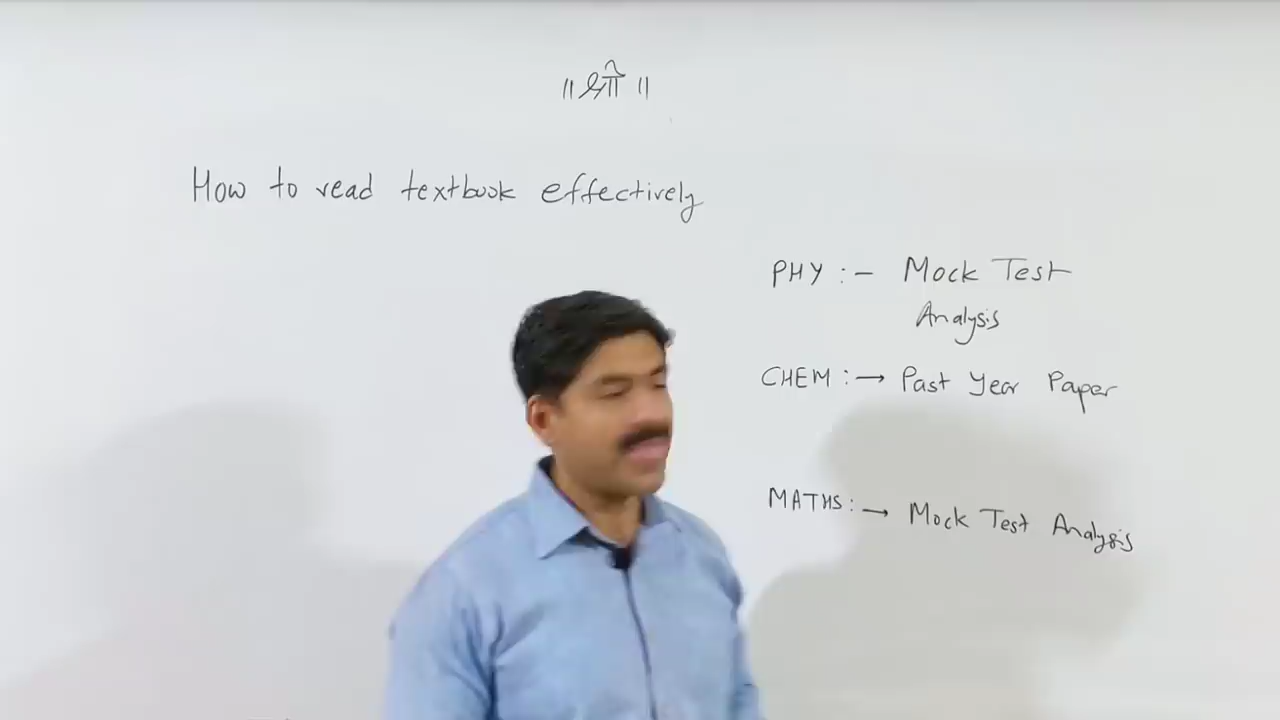 ॥ श्री ॥
How to read textbook effectively
PHY :- Mock Test
Analysis
CHEM :→ Past Year Paper
MATHS :→ Mock Test Analysis